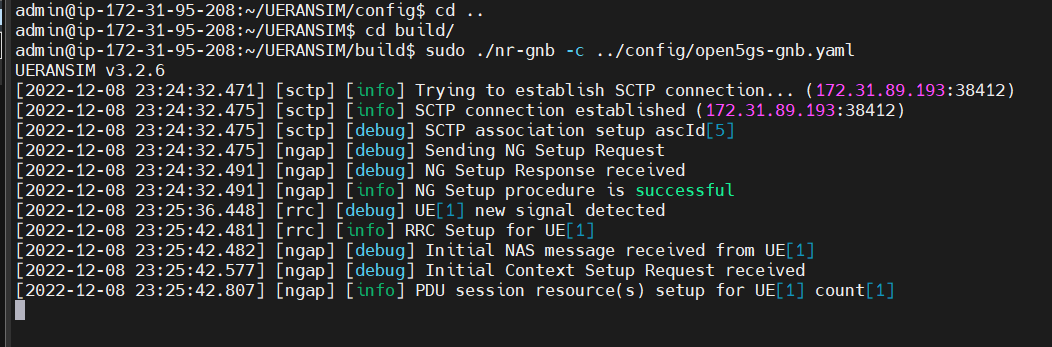 admin@ip-172-31-95-208:~/UERANSIM/config$ cd ..
admin@ip-172-31-95-208:~/UERANSIM$ cd build/
admin@ip-172-31-95-208:~/UERANSIM/build$ sudo ./nr-gnb -c ../config/open5gs-gnb.yaml
UERANSIM v3.2.6
[2022-12-08 23:24:32.471] [sctp] [info] Trying to establish SCTP connection... (172.31.89.193:38412)
[2022-12-08 23:24:32.475] [sctp] [info] SCTP connection established (172.31.89.193:38412)
[2022-12-08 23:24:32.475] [sctp] [debug] SCTP association setup ascId[5]
[2022-12-08 23:24:32.475] [ngap] [debug] Sending NG Setup Request
[2022-12-08 23:24:32.491] [ngap] [debug] NG Setup Response received
[2022-12-08 23:24:32.491] [ngap] [info] NG Setup procedure is successful
[2022-12-08 23:25:36.448] [rrc] [debug] UE[1] new signal detected
[2022-12-08 23:25:42.481] [rrc] [info] RRC Setup for UE[1]
[2022-12-08 23:25:42.482] [ngap] [debug] Initial NAS message received from UE[1]
[2022-12-08 23:25:42.577] [ngap] [debug] Initial Context Setup Request received
[2022-12-08 23:25:42.807] [ngap] [info] PDU session resource(s) setup for UE[1] count[1]